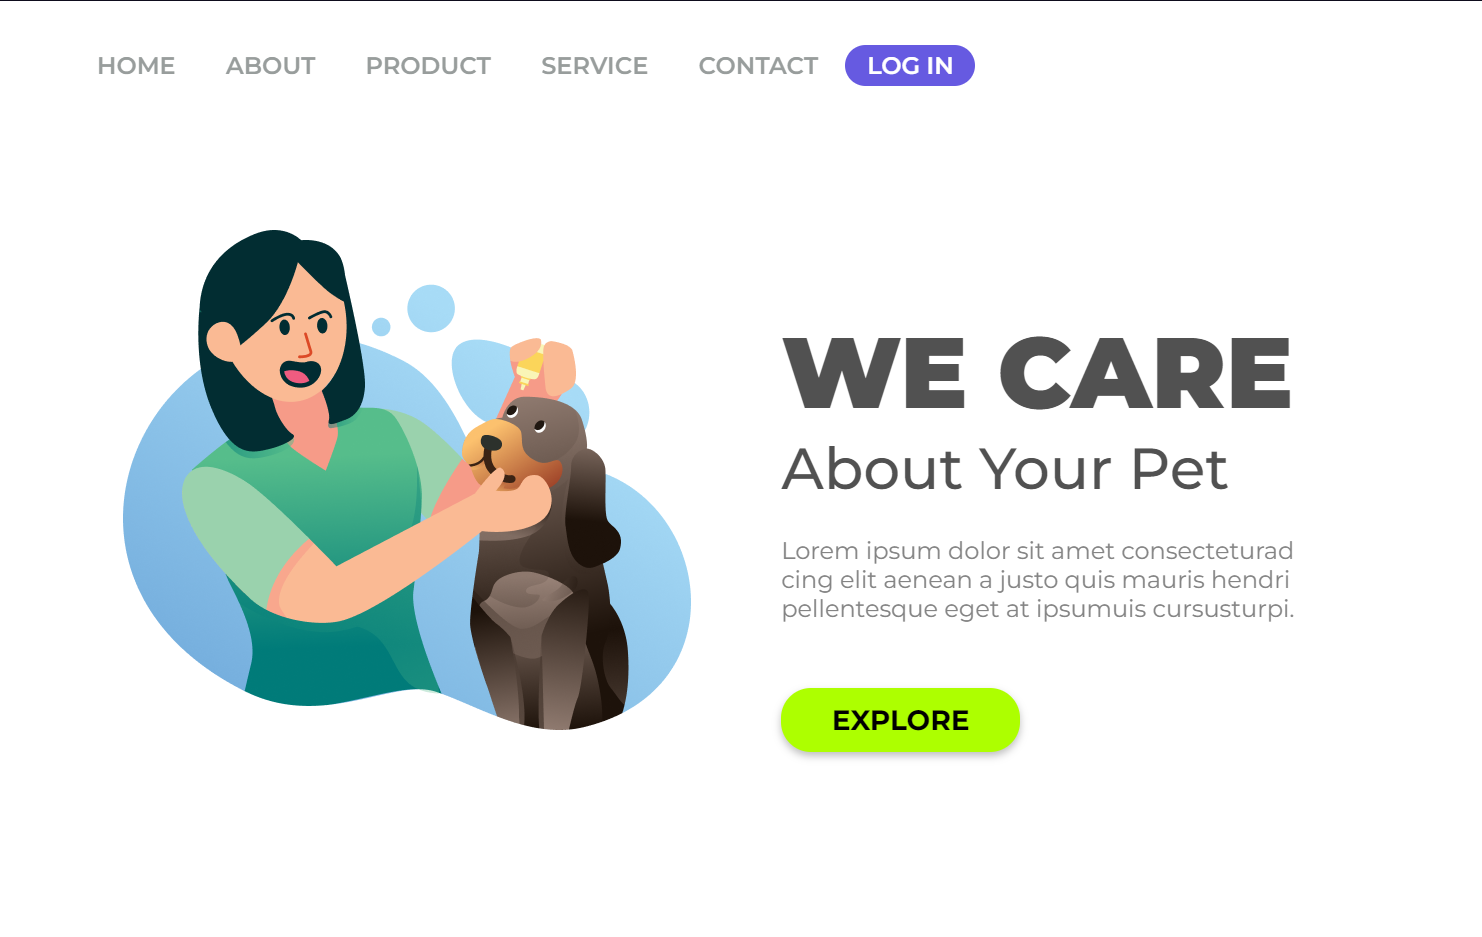 HOME ABOUT PRODUCT SERVICE CONTACT LOG IN
WE CARE
About Your Pet
Lorem ipsum dolor sit amet consecteturad
cing elit aenean a justo quis mauris hendri
pellentesque eget at ipsumuis cursusturpi.
EXPLORE